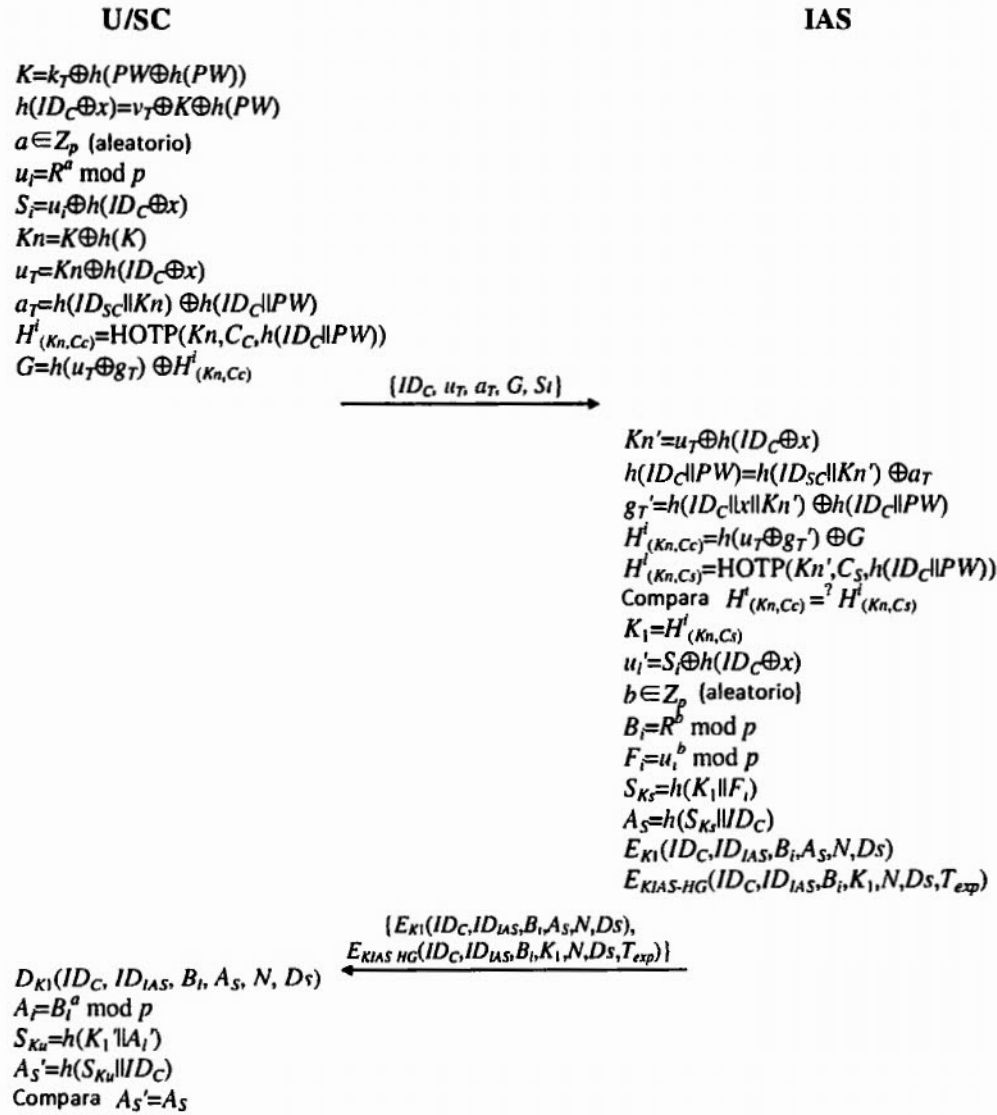 U/SC
IAS
K=k_T⊕h(PW⊕h(PW))
h(ID_C⊕x)=v_T⊕K⊕h(PW)
a∈Z_p (aleatorio)
u_i=R^a mod p
S_i=u_i⊕h(ID_C⊕x)
Kn=K⊕h(K)
u_T=Kn⊕h(ID_C⊕x)
a_T=h(ID_SC||Kn) ⊕h(ID_C||PW)
H^i_(Kn,Cc)=HOTP(Kn,C_C,h(ID_C||PW))
G=h(u_T⊕g_T) ⊕H^i_(Kn,Cc)
{ID_C, u_T, a_T, G, Si}
Kn'=u_T⊕h(ID_C⊕x)
h(ID_C||PW)=h(ID_SC||Kn') ⊕a_T
g_T'=h(ID_C||x||Kn') ⊕h(ID_C||PW)
H^i_(Kn,Cc)=h(u_T⊕g_T') ⊕G
H^i_(Kn,Cs)=HOTP(Kn',C_S,h(ID_C||PW))
Compara H^i_(Kn,Cc)=? H^i_(Kn,Cs)
K_1=H^i_(Kn,Cs)
u_i'=S_i⊕h(ID_C⊕x)
b∈Z_p (aleatorio)
B_i=R^b mod p
F_i=u_i^b mod p
S_Ks=h(K_1||F_i)
A_S=h(S_Ks||ID_C)
E_K1(ID_C,ID_IAS,B_i,A_S,N,Ds)
E_KIAS-HG(ID_C,ID_IAS,B_i,K_1,N,Ds,T_exp)
{E_K1(ID_C,ID_IAS,B_i,A_S,N,Ds),
E_KIAS-HG(ID_C,ID_IAS,B_i,K_1,N,Ds,T_exp)}
D_K1(ID_C, ID_IAS, B_i, A_S, N, Ds)
A_i=B_i^a mod p
S_Ku=h(K_1'||A_i')
A_S'=h(S_Ku||ID_C)
Compara A_S'=A_S